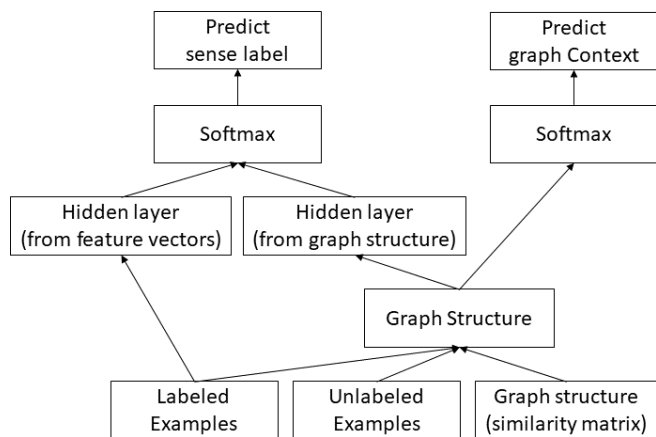 Predict
sense label
Predict
graph Context
Softmax
Softmax
Hidden layer
(from feature vectors)
Hidden layer
(from graph structure)
Graph Structure
Labeled
Examples
Unlabeled
Examples
Graph structure
(similarity matrix)